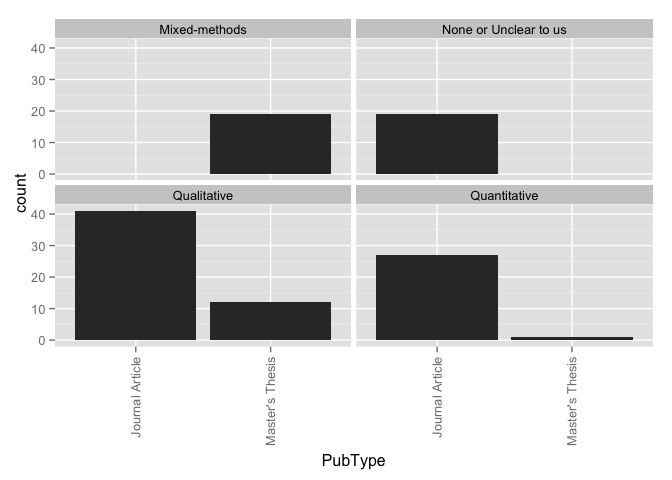 Mixed-methods
None or Unclear to us
40
30
20
10
0
Qualitative
Quantitative
40
30
20
10
0
count
Journal Article
Master's Thesis
Journal Article
Master's Thesis
PubType